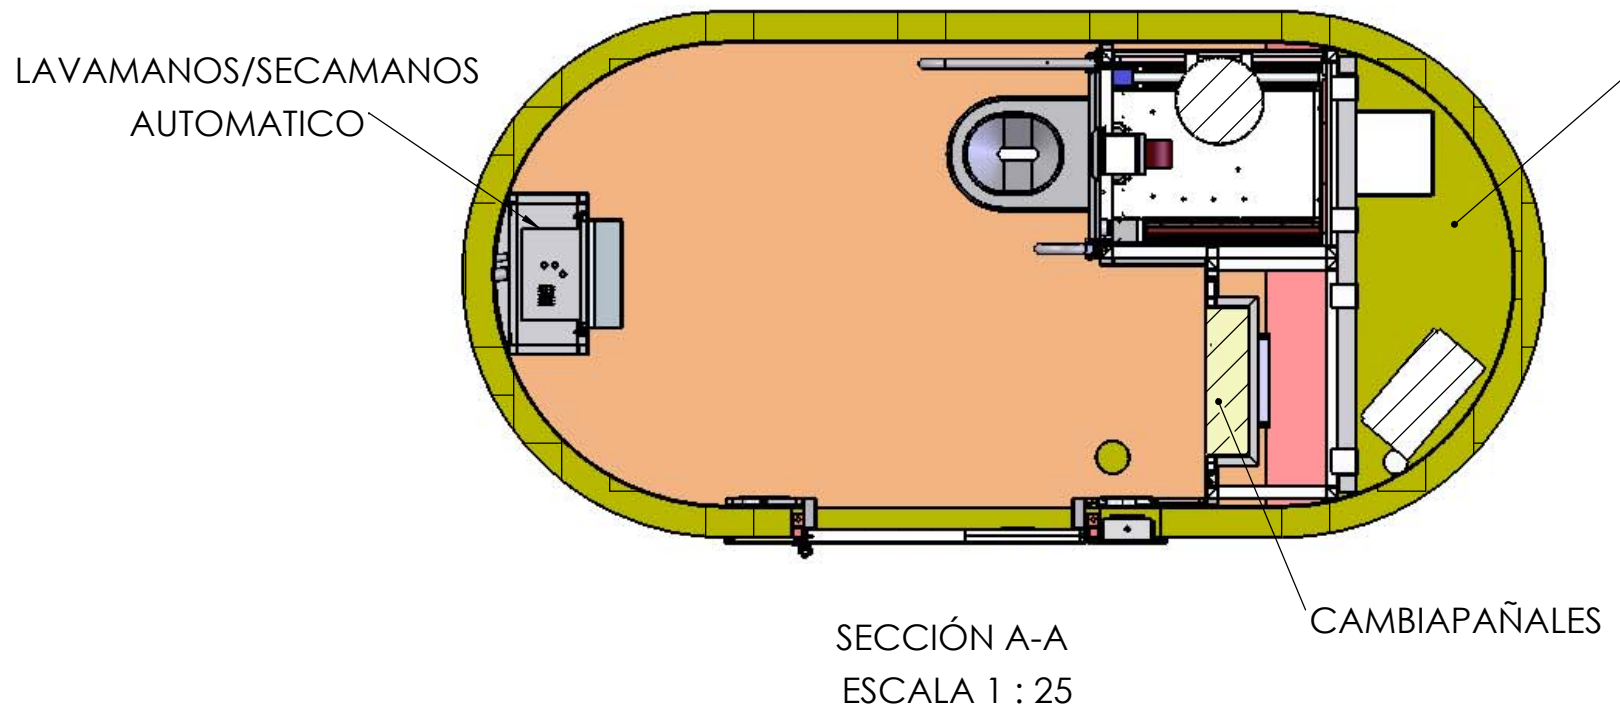 LAVAMANOS/SECAMANOS
AUTOMATICO
CAMBIAPAÑALES
SECCIÓN A-A
ESCALA 1 : 25